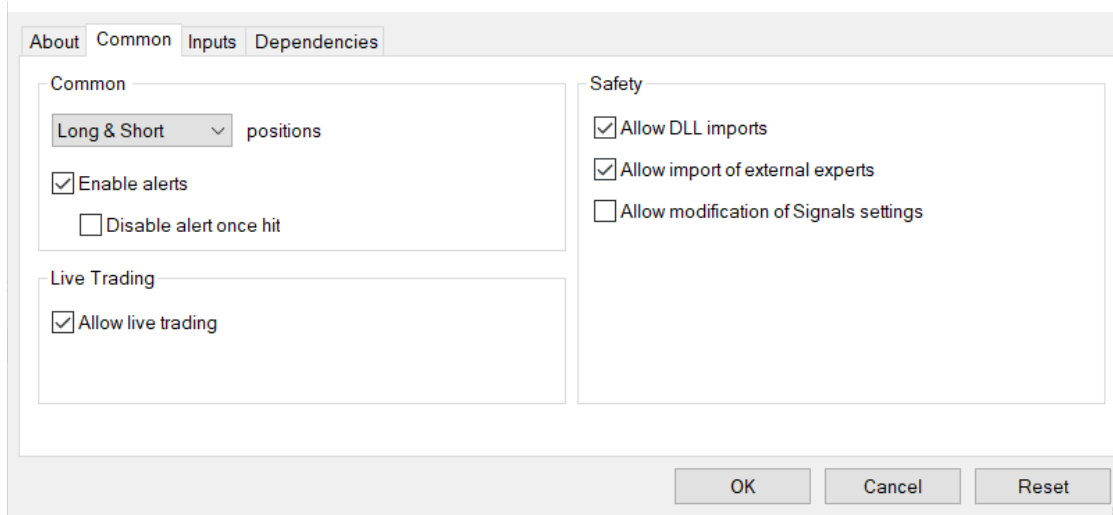 About Common Inputs Dependencies
Common
Long & Short positions
Enable alerts
Disable alert once hit
Live Trading
Allow live trading
Safety
Allow DLL imports
Allow import of external experts
Allow modification of Signals settings
OK Cancel Reset